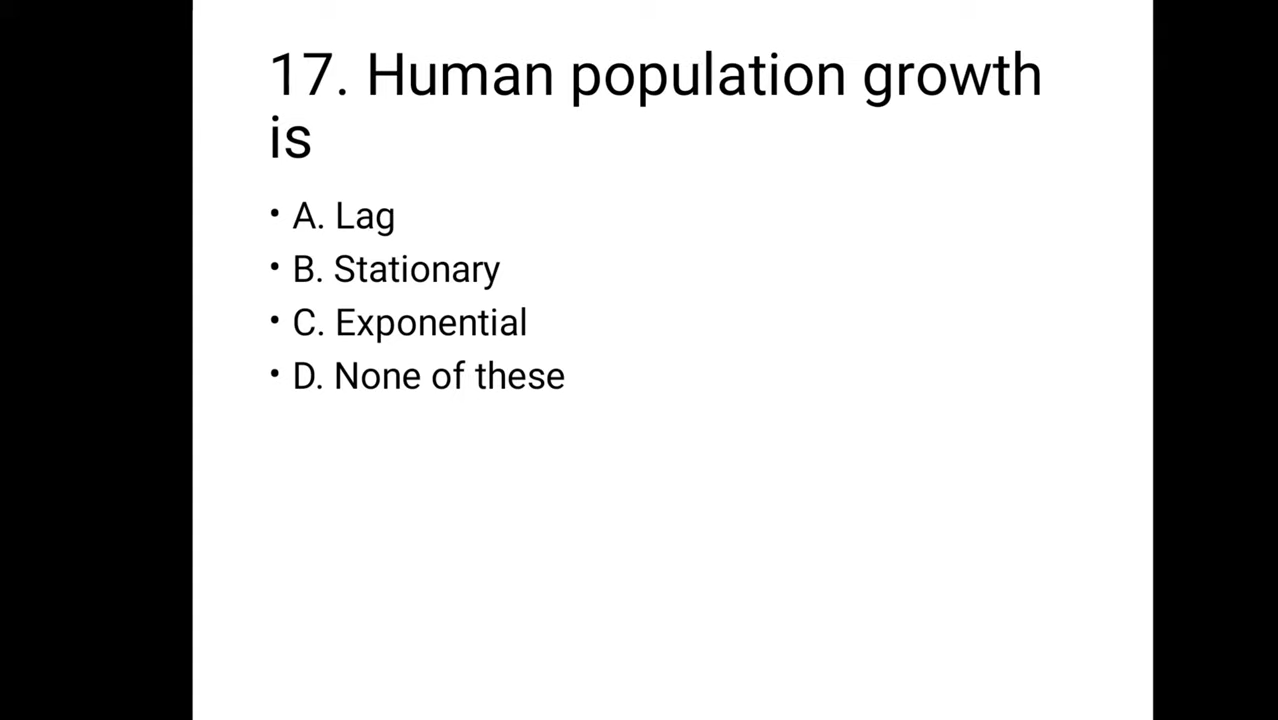 17. Human population growth
is
• A. Lag
• B. Stationary
• C. Exponential
• D. None of these